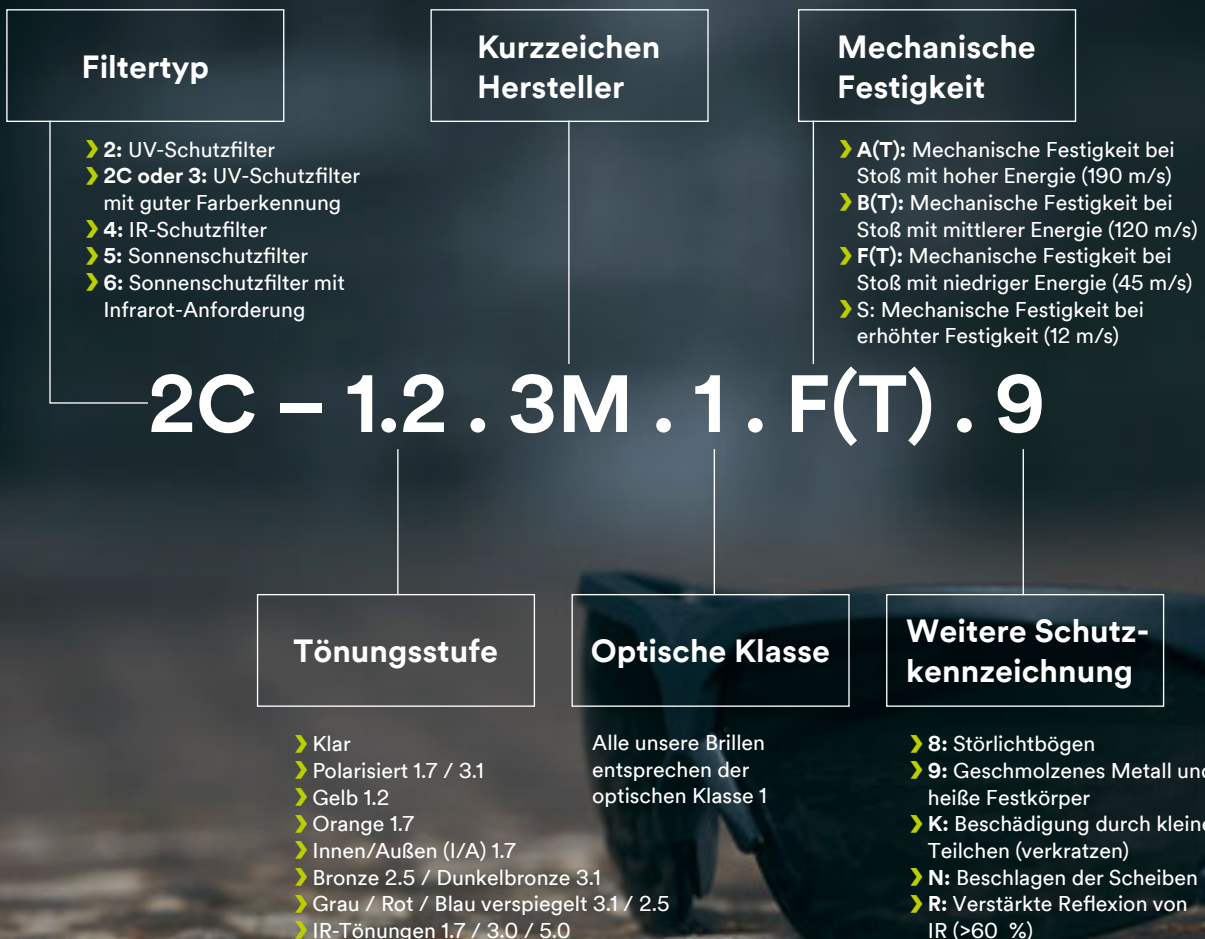 Filtertyp
2: UV-Schutzfilter
2C oder 3: UV-Schutzfilter
mit guter Farberkennung
4: IR-Schutzfilter
5: Sonnenschutzfilter
6: Sonnenschutzfilter mit
Infrarot-Anforderung
Kurzzeichen
Hersteller
Mechanische
Festigkeit
A(T): Mechanische Festigkeit bei
Stoß mit hoher Energie (190 m/s)
B(T): Mechanische Festigkeit bei
Stoß mit mittlerer Energie (120 m/s)
F(T): Mechanische Festigkeit bei
Stoß mit niedriger Energie (45 m/s)
S: Mechanische Festigkeit bei
erhöhter Festigkeit (12 m/s)
2C – 1.2 . 3M . 1 . F(T) . 9
Tönungsstufe
Klar
Polarisiert 1.7 / 3.1
Gelb 1.2
Orange 1.7
Innen/Außen (I/A) 1.7
Bronze 2.5 / Dunkelbronze 3.1
Grau / Rot / Blau verspiegelt 3.1 / 2.5
IR-Tönungen 1.7 / 3.0 / 5.0
Optische Klasse
Alle unsere Brillen
entsprechen der
optischen Klasse 1
Weitere Schutz-
kennzeichnung
8: Störlichtbögen
9: Geschmolzenes Metall und
heiße Festkörper
K: Beschädigung durch kleine
Teilchen (verkratzen)
N: Beschlagen der Scheiben
R: Verstärkte Reflexion von
IR (>60 %)